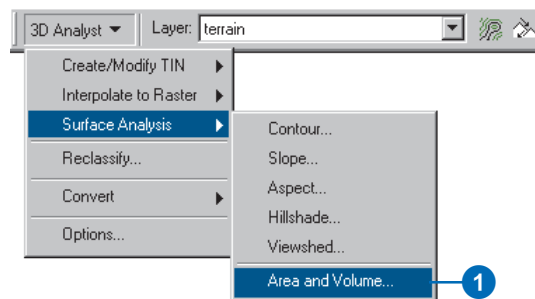 3D Analyst
Layer: terrain
Create/Modify TIN
Interpolate to Raster
Surface Analysis
Reclassify...
Convert
Options...
Contour...
Slope...
Aspect...
Hillshade...
Viewshed...
Area and Volume...
1